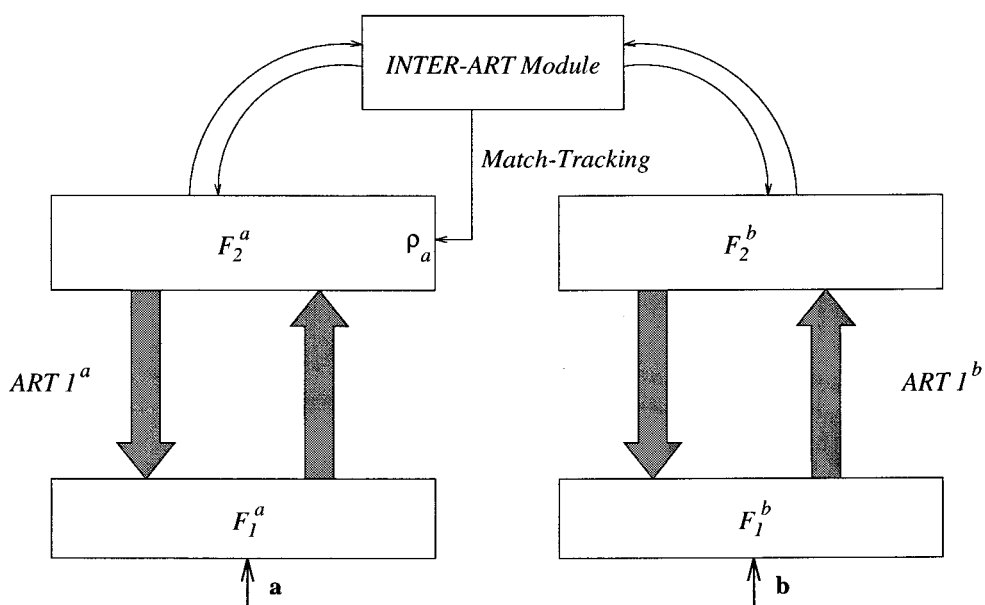 INTER-ART Module
Match-Tracking
F₂ᵃ
ρₐ
F₂ᵇ
ART 1ᵃ
ART 1ᵇ
F₁ᵃ
F₁ᵇ
a
b